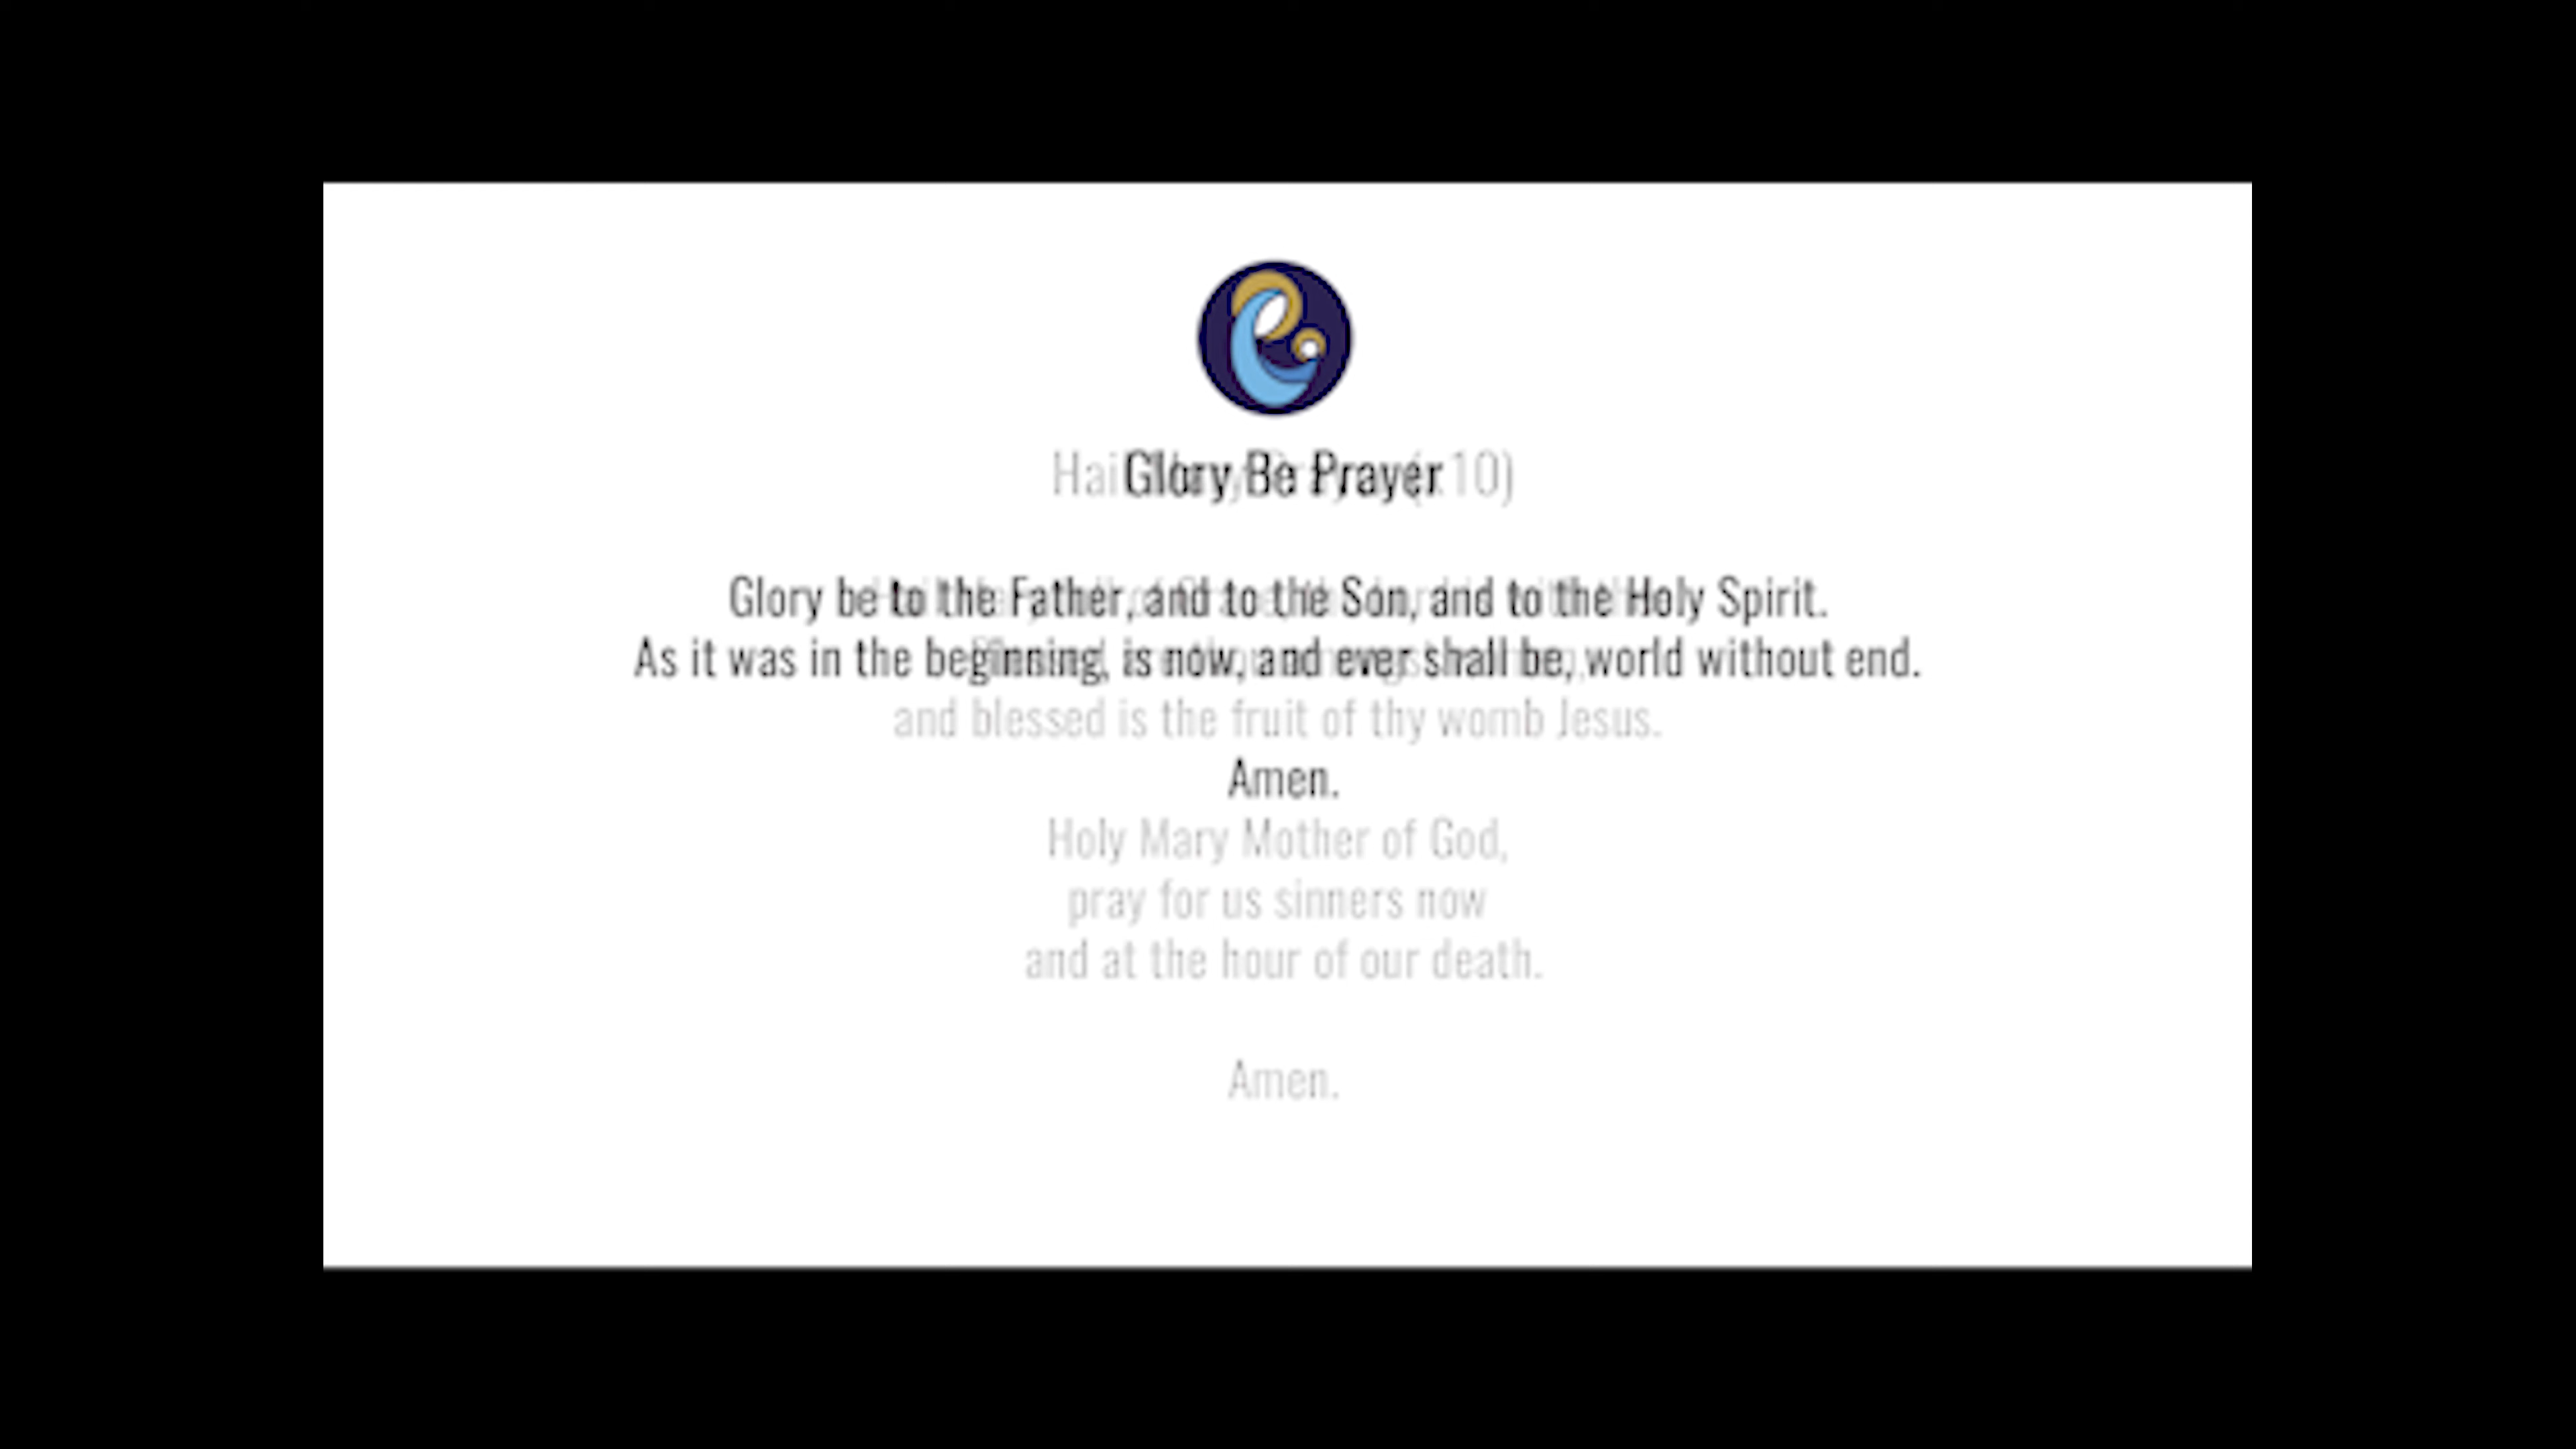 Glory Be Prayer
10)
Glory be to the Father, and to the Son, and to the Holy Spirit.
As it was in the beginning, is now, and ever shall be, world without end.
and blessed is the fruit of thy womb Jesus.
Amen.
Holy Mary Mother of God,
pray for us sinners now
and at the hour of our death.
Amen.